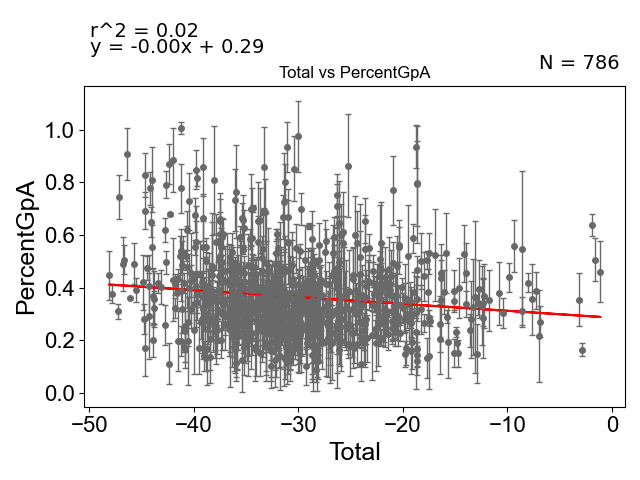 r^2 = 0.02
y = -0.00x + 0.29
N = 786
Total vs PercentGpA
PercentGpA
1.0
0.8
0.6
0.4
0.2
0.0
−50 −40 −30 −20 −10 0
Total